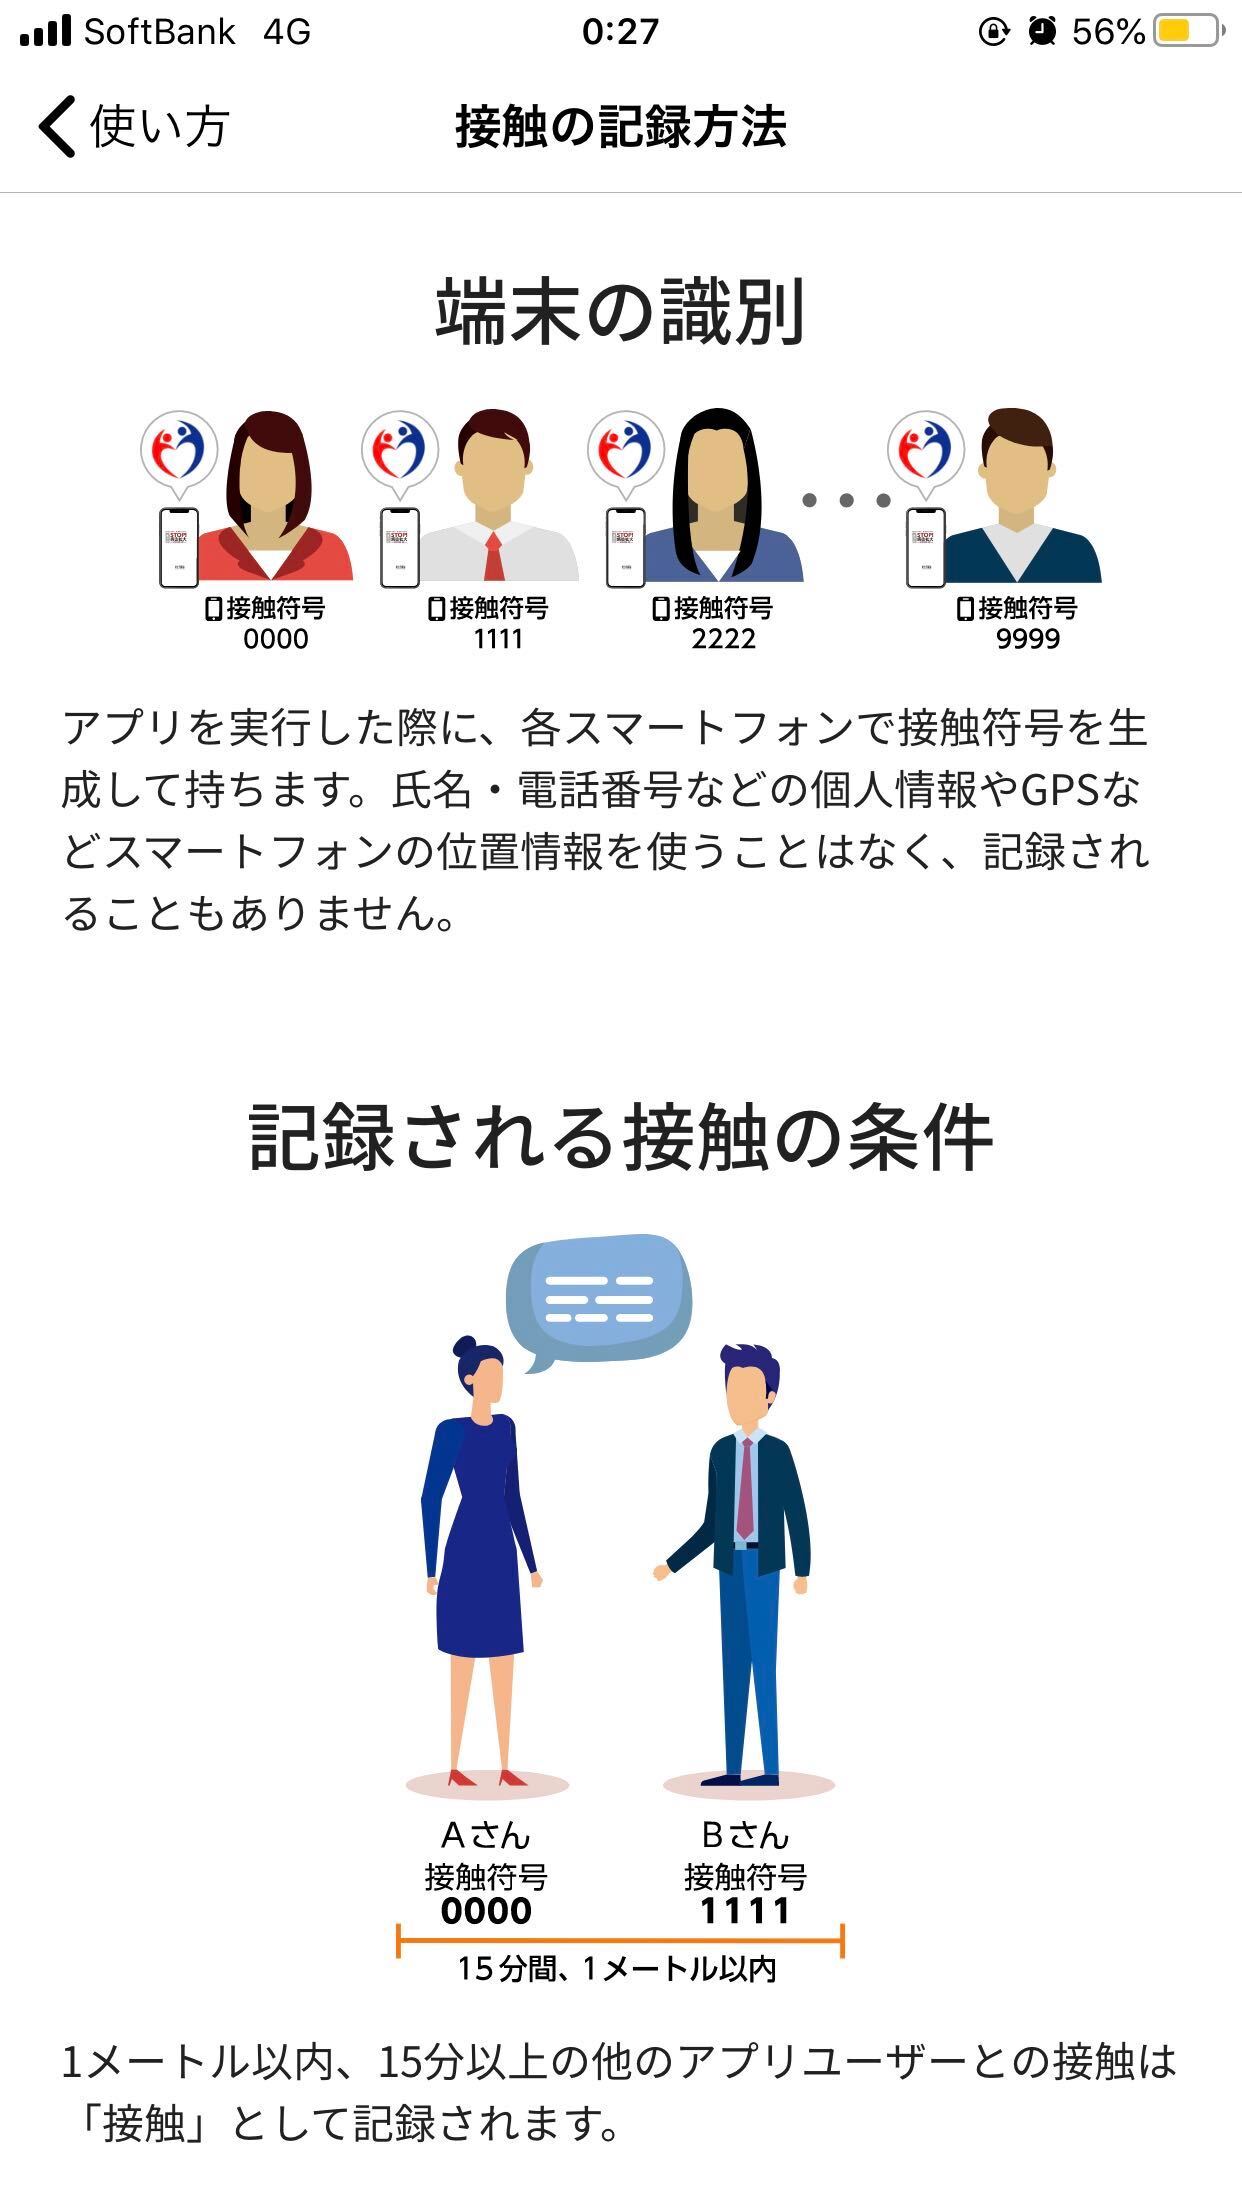 SoftBank 4G 0:27 56%
使い方 接触の記録方法
端末の識別
接触符号 接触符号 接触符号 接触符号
0000 1111 2222 9999
アプリを実行した際に、各スマートフォンで接触符号を生
成して持ちます。氏名・電話番号などの個人情報やGPSな
どスマートフォンの位置情報を使うことはなく、記録され
ることもありません。
記録される接触の条件
Aさん Bさん
接触符号 接触符号
0000 1111
15分間、1メートル以内
1メートル以内、15分以上の他のアプリユーザーとの接触は
「接触」として記録されます。